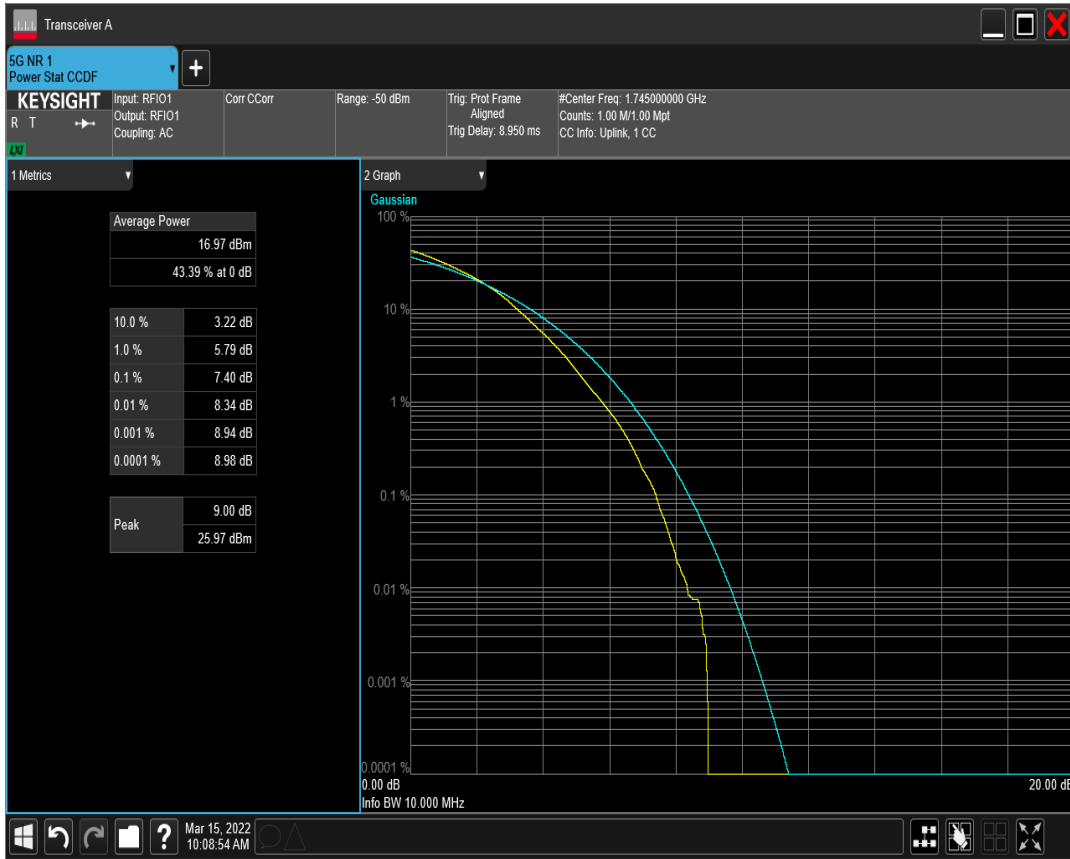 Transceiver A
5G NR 1
Power Stat CCDF
+
KEYSIGHT
R T
LXI
Input: RFIO1
Output: RFIO1
Coupling: AC
Corr CCorr
Range: -50 dBm
Trig: Prot Frame
Aligned
Trig Delay: 8.950 ms
#Center Freq: 1.745000000 GHz
Counts: 1.00 M/1.00 Mpt
CC Info: Uplink, 1 CC
1 Metrics
Average Power
16.97 dBm
43.39 % at 0 dB
10.0 % 3.22 dB
1.0 % 5.79 dB
0.1 % 7.40 dB
0.01 % 8.34 dB
0.001 % 8.94 dB
0.0001 % 8.98 dB
Peak 9.00 dB
25.97 dBm
2 Graph
Gaussian
100 %
10 %
1 %
0.1 %
0.01 %
0.001 %
0.0001 %
0.00 dB 20.00 dB
Info BW 10.000 MHz
?
Mar 15, 2022
10:08:54 AM